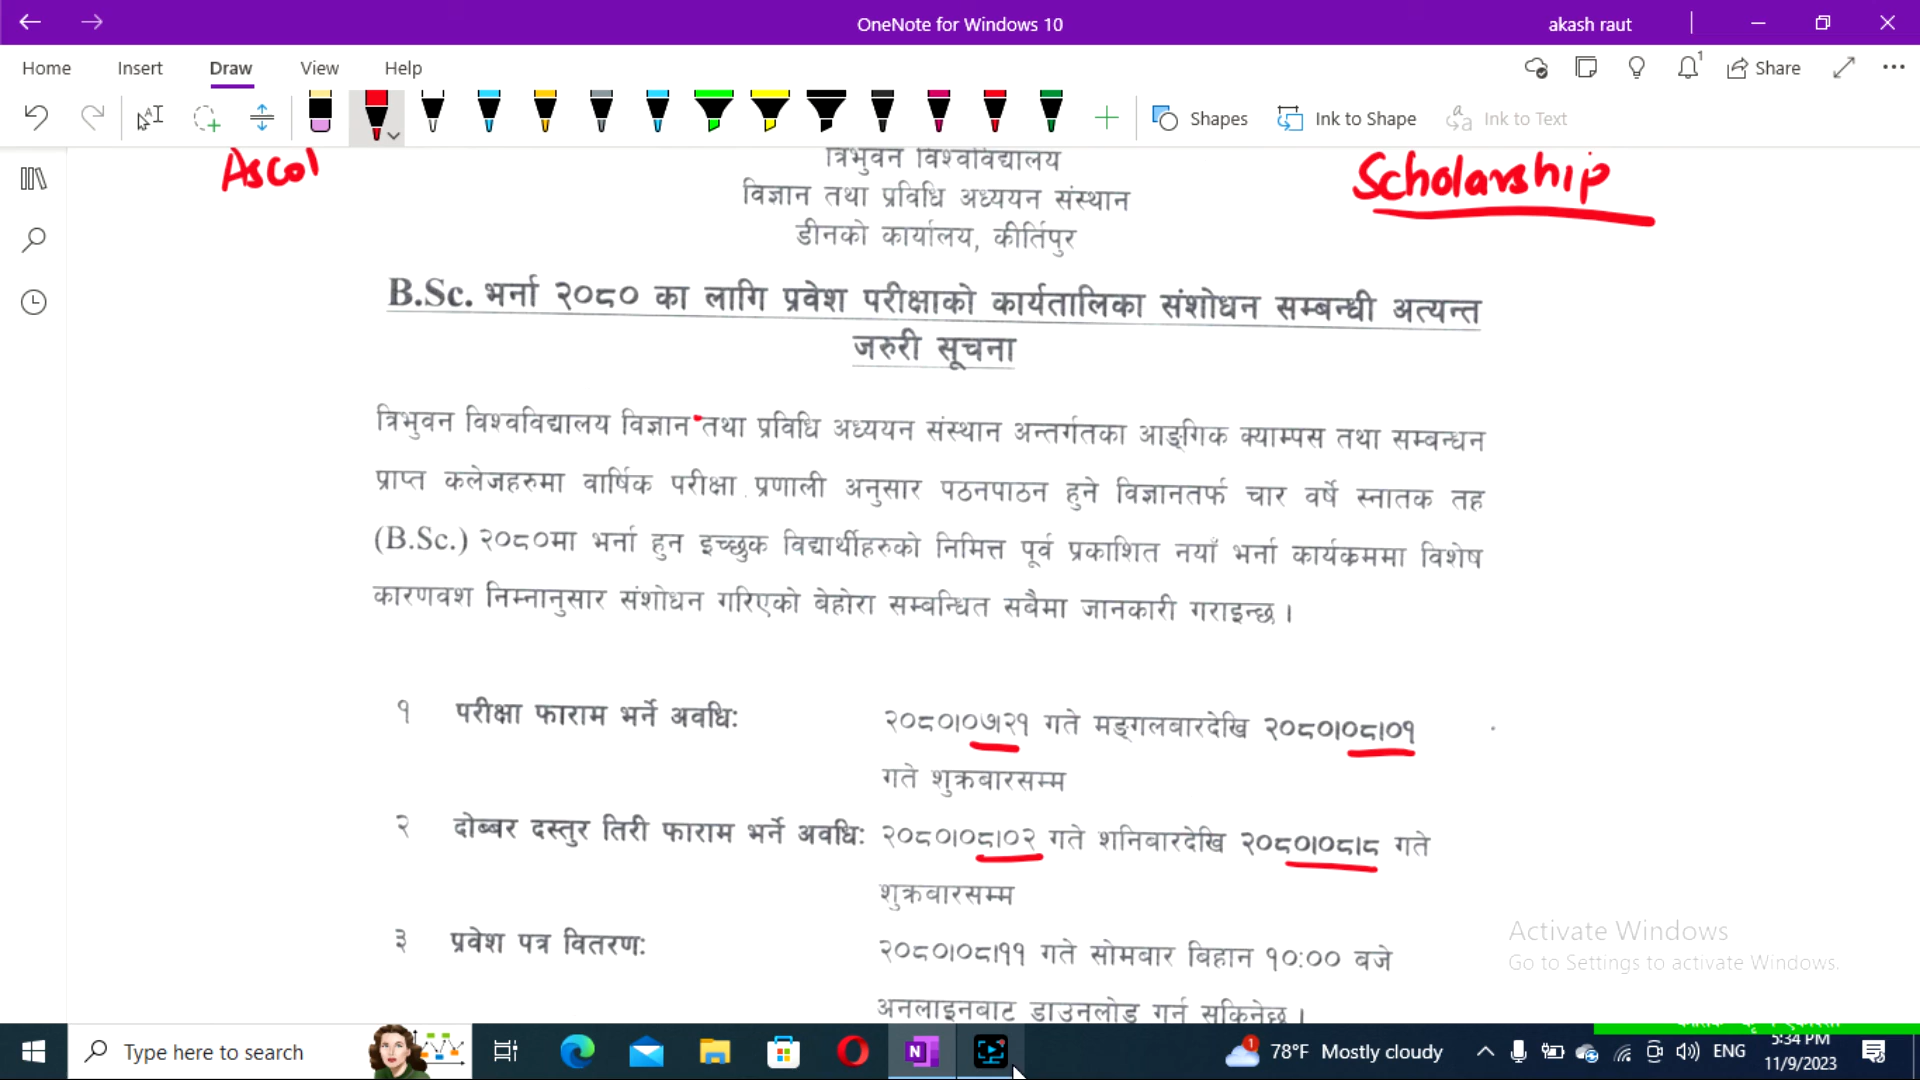 OneNote for Windows 10
akash raut
Home Insert Draw View Help
1
Share
Shapes
Ink to Shape
Ink to Text
Ascol
Scholarship
त्रिभुवन विश्वविद्यालय
विज्ञान तथा प्रविधि अध्ययन संस्थान
डीनको कार्यालय, कीर्तिपुर
B.Sc. भर्ना २०८० का लागि प्रवेश परीक्षाको कार्यतालिका संशोधन सम्बन्धी अत्यन्त
जरुरी सूचना
त्रिभुवन विश्वविद्यालय विज्ञान तथा प्रविधि अध्ययन संस्थान अन्तर्गतका आङ्गिक क्याम्पस तथा सम्बन्धन
प्राप्त कलेजहरुमा वार्षिक परीक्षा प्रणाली अनुसार पठनपाठन हुने विज्ञानतर्फ चार वर्षे स्नातक तह
(B.Sc.) २०८०मा भर्ना हुन इच्छुक विद्यार्थीहरुको निमित्त पूर्व प्रकाशित नयाँ भर्ना कार्यक्रममा विशेष
कारणवश निम्नानुसार संशोधन गरिएको बेहोरा सम्बन्धित सबैमा जानकारी गराइन्छ ।
१ परीक्षा फाराम भर्ने अवधि: २०८०।०७।२१ गते मङ्गलबारदेखि २०८०।०८।०१
गते शुक्रबारसम्म
२ दोब्बर दस्तुर तिरी फाराम भर्ने अवधि: २०८०।०८।०२ गते शनिबारदेखि २०८०।०८।८ गते
शुक्रबारसम्म
३ प्रवेश पत्र वितरण: २०८०।०८।११ गते सोमबार बिहान १०:०० वजे
अनलाइनबाट डाउनलोड गर्न सकिनेछ ।
Activate Windows
Go to Settings to activate Windows.
Type here to search
1
78°F Mostly cloudy
ENG
5:34 PM
11/9/2023